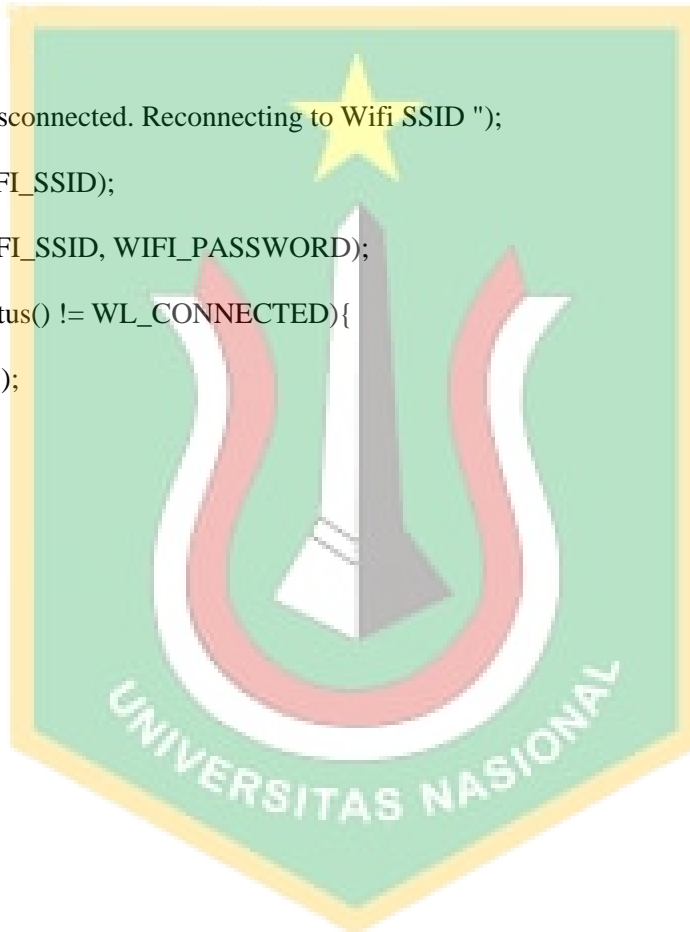 sconnected. Reconnecting to Wifi SSID ");
FI_SSID);
FI_SSID, WIFI_PASSWORD);
tus() != WL_CONNECTED){
);
UNIVERSITAS NASIONAL